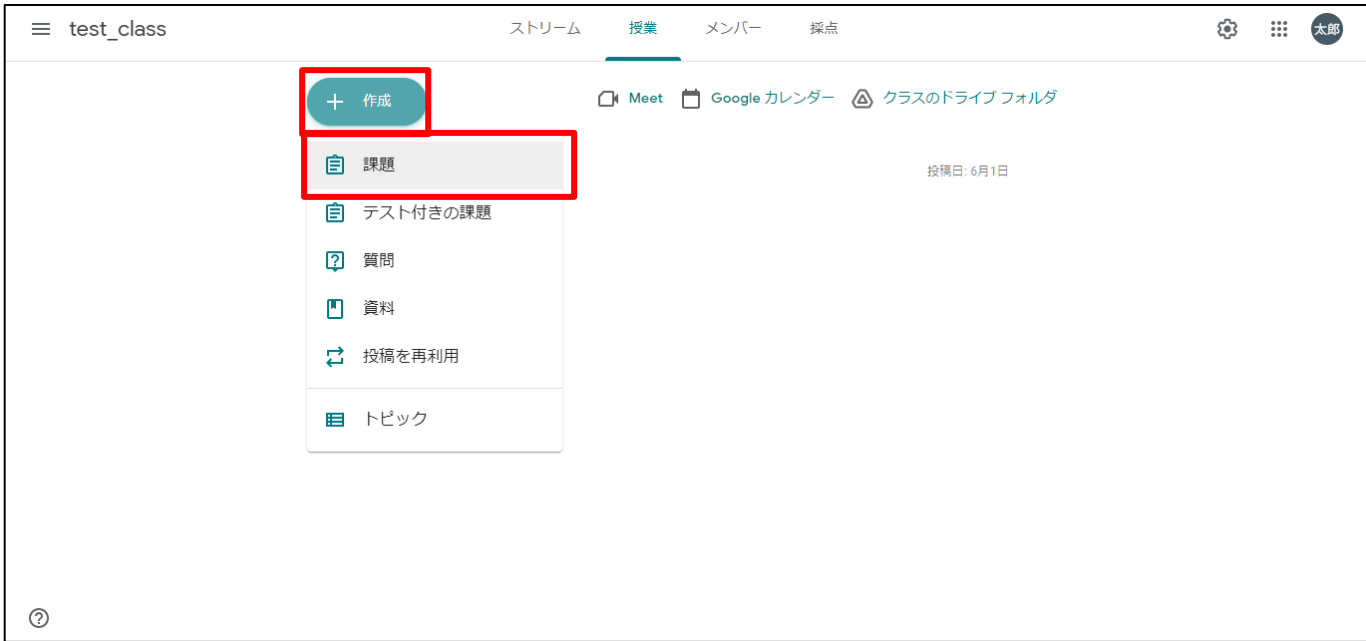 test_class
ストリーム 授業 メンバー 採点
太郎
作成
Meet Google カレンダー クラスのドライブ フォルダ
課題
投稿日: 6月1日
テスト付きの課題
質問
資料
投稿を再利用
トピック